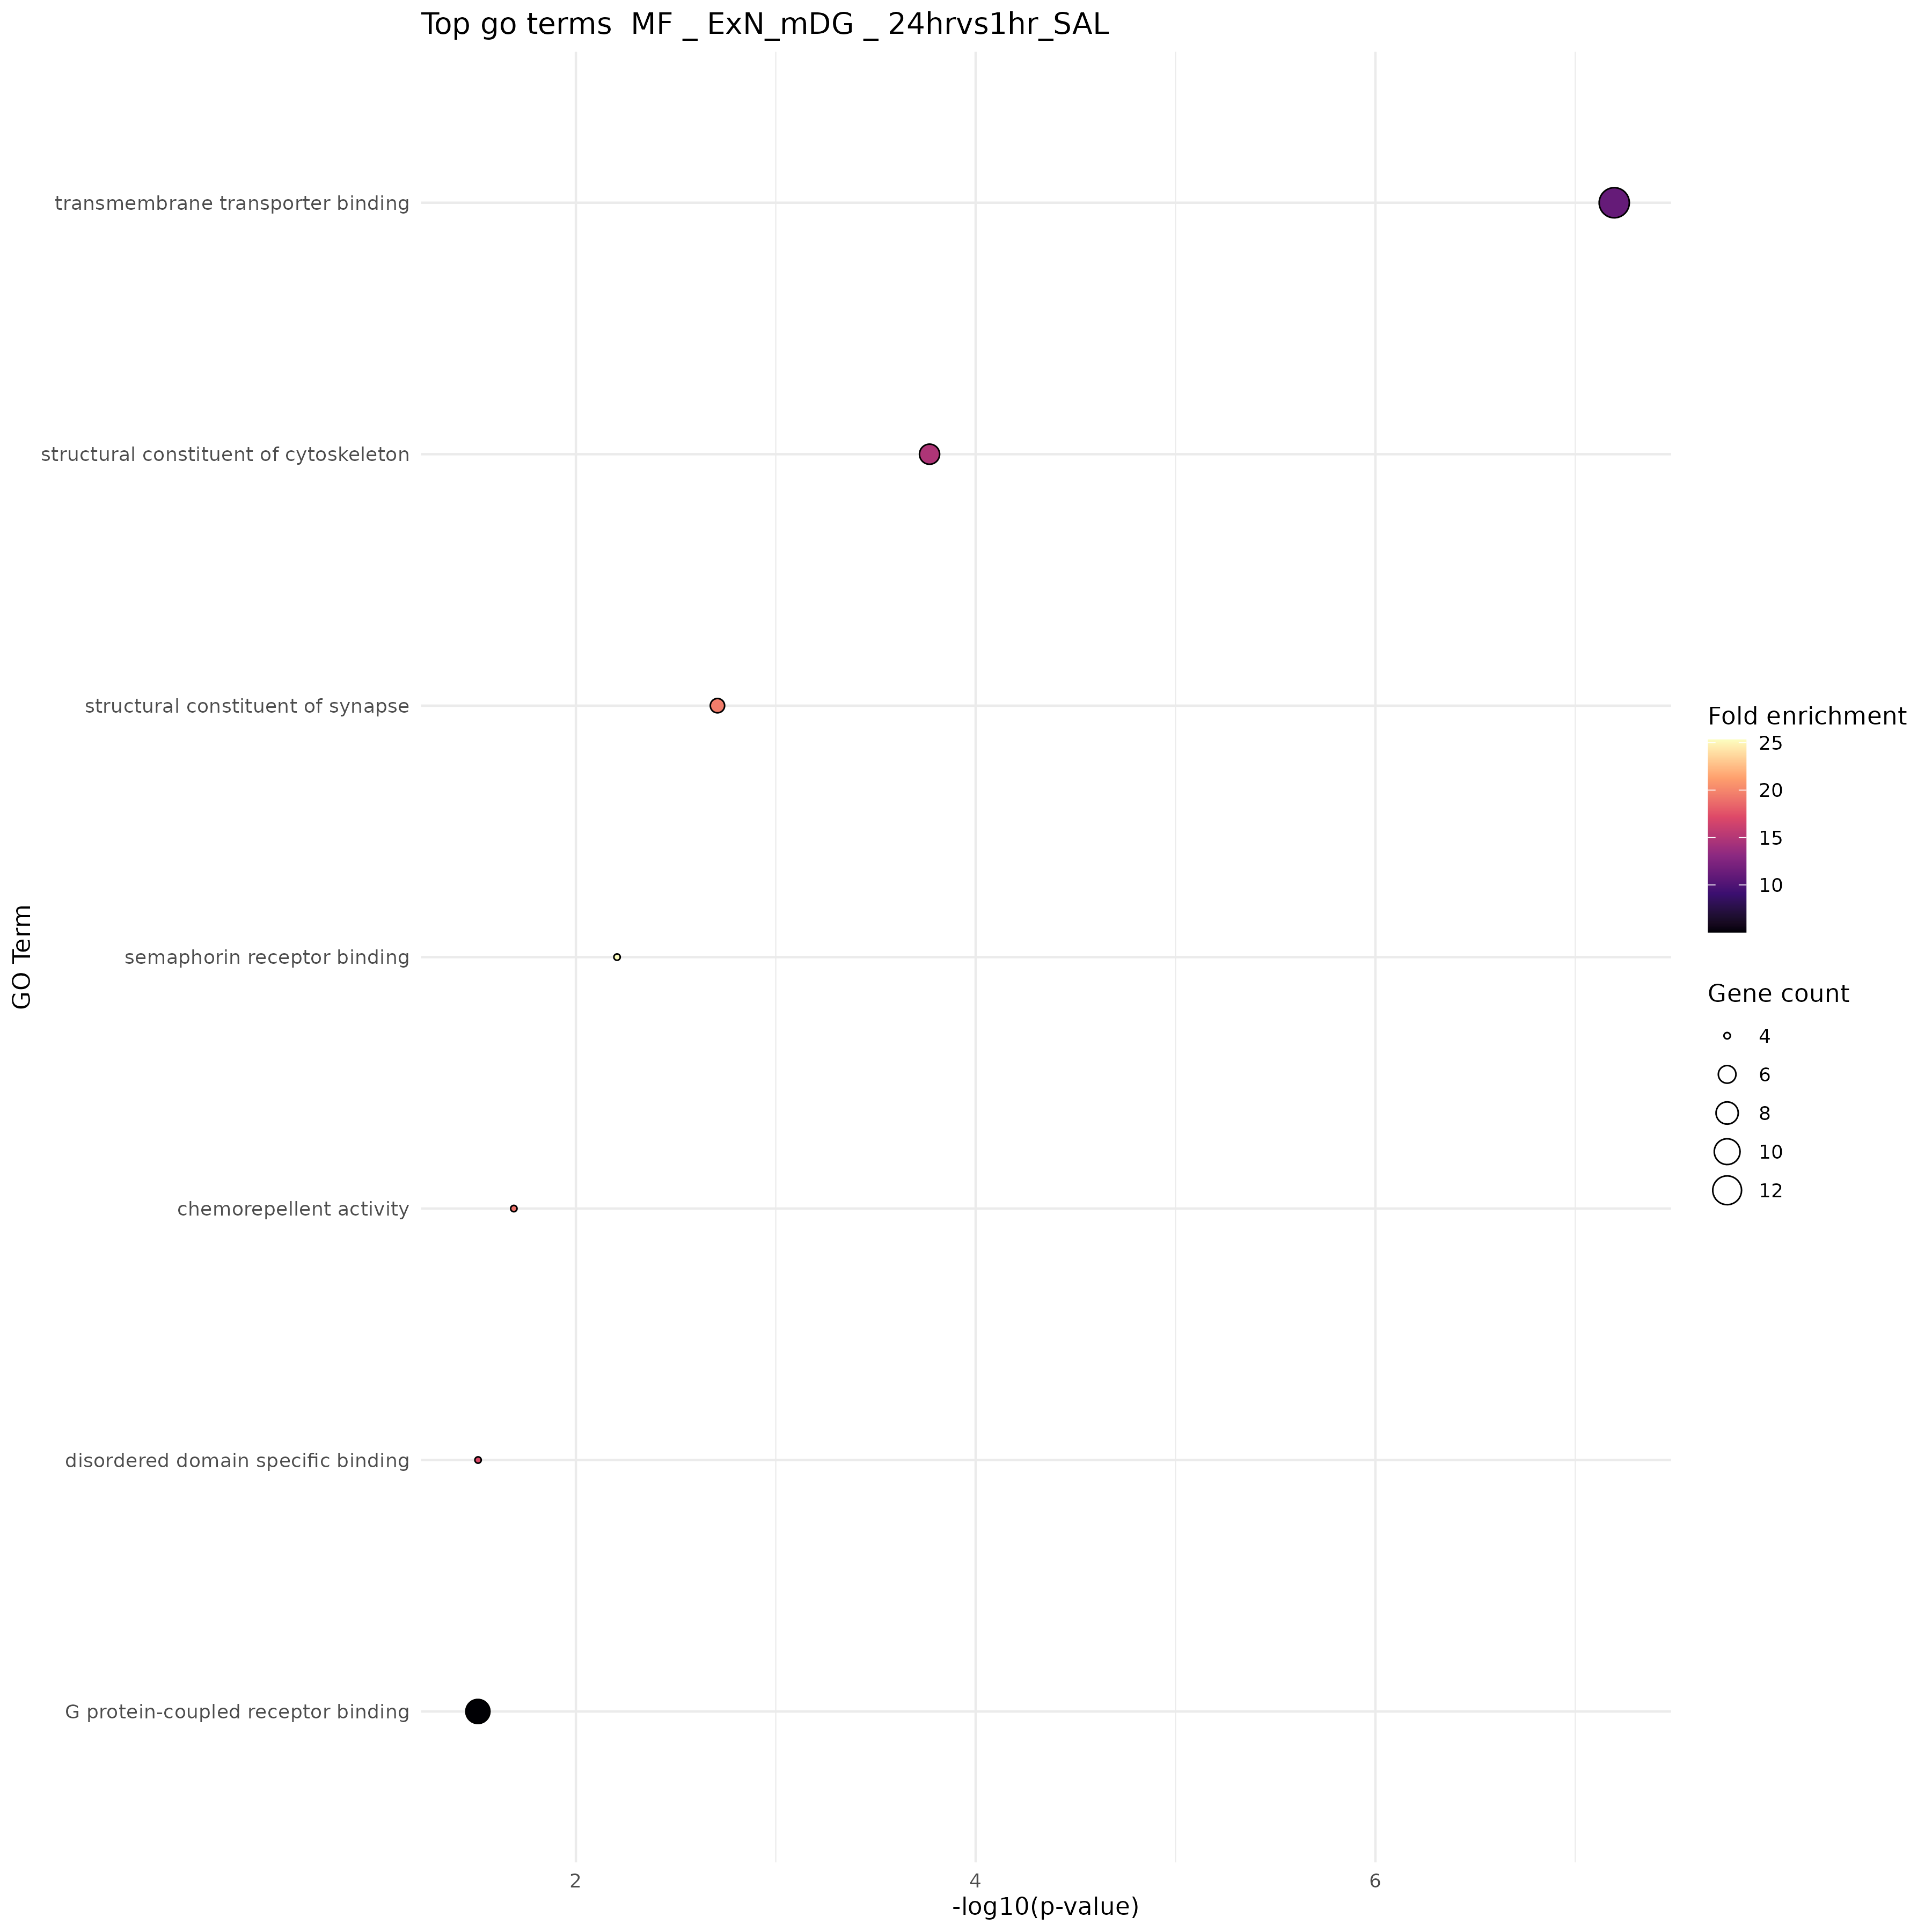 Top go terms  MF _ ExN_mDG _ 24hrvs1hr_SAL
transmembrane transporter binding
structural constituent of cytoskeleton
structural constituent of synapse
semaphorin receptor binding
chemorepellent activity
disordered domain specific binding
G protein-coupled receptor binding
GO Term
2
4
6
-log10(p-value)
Fold enrichment
25
20
15
10
Gene count
4
6
8
10
12